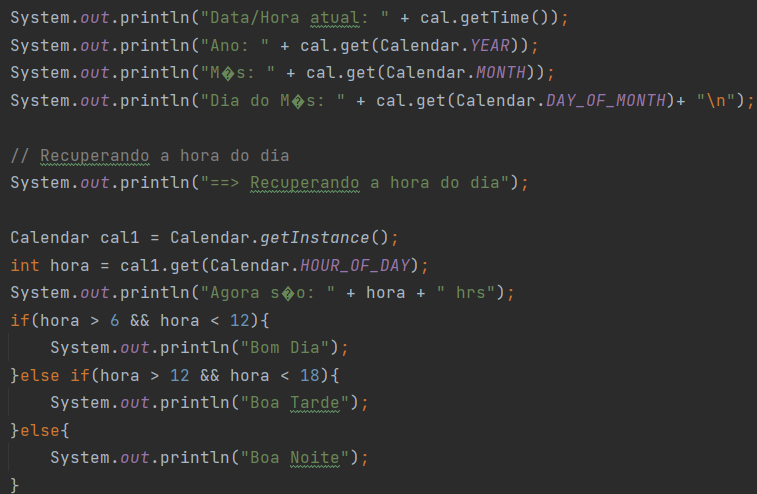 System.out.println("Data/Hora atual: " + cal.getTime());
System.out.println("Ano: " + cal.get(Calendar.YEAR));
System.out.println("M�s: " + cal.get(Calendar.MONTH));
System.out.println("Dia do M�s: " + cal.get(Calendar.DAY_OF_MONTH)+ "\n");
// Recuperando a hora do dia
System.out.println("==> Recuperando a hora do dia");
Calendar cal1 = Calendar.getInstance();
int hora = cal1.get(Calendar.HOUR_OF_DAY);
System.out.println("Agora s�o: " + hora + " hrs");
if(hora > 6 && hora < 12){
    System.out.println("Bom Dia");
}else if(hora > 12 && hora < 18){
    System.out.println("Boa Tarde");
}else{
    System.out.println("Boa Noite");
}